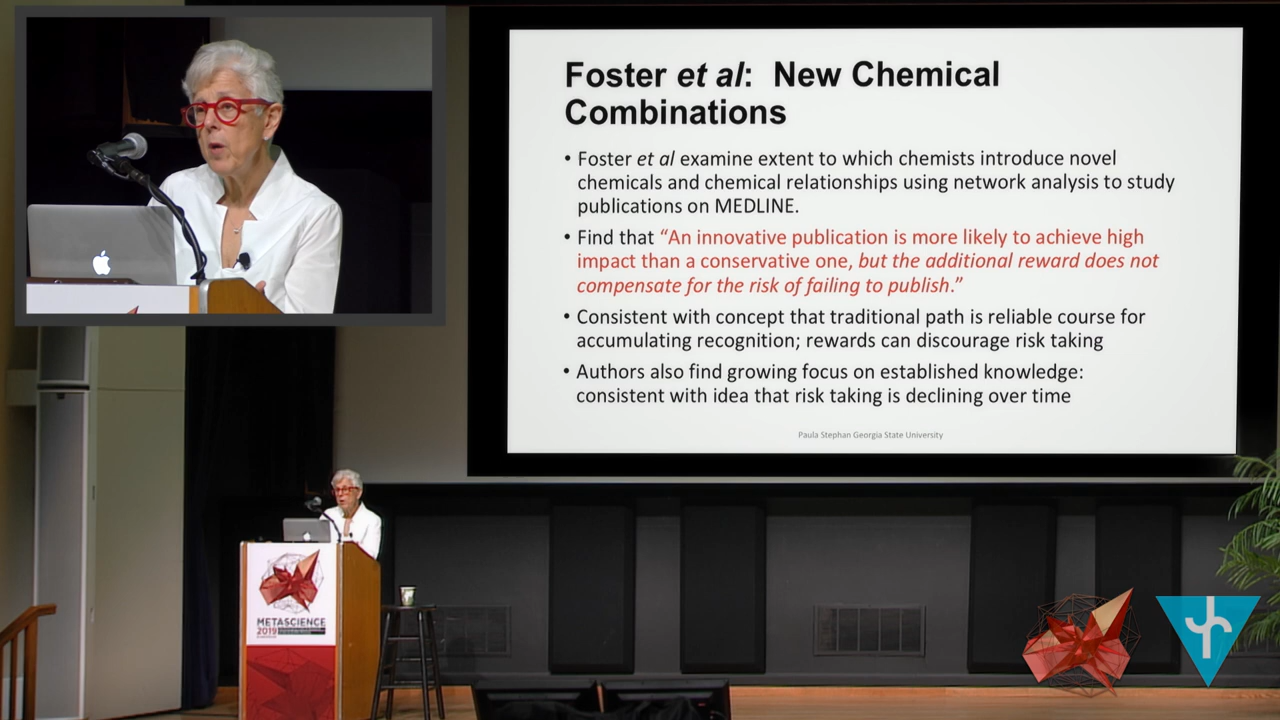 Foster et al: New Chemical
Combinations
• Foster et al examine extent to which chemists introduce novel
chemicals and chemical relationships using network analysis to study
publications on MEDLINE.
• Find that “An innovative publication is more likely to achieve high
impact than a conservative one, but the additional reward does not
compensate for the risk of failing to publish.”
• Consistent with concept that traditional path is reliable course for
accumulating recognition; rewards can discourage risk taking
• Authors also find growing focus on established knowledge:
consistent with idea that risk taking is declining over time
Paula Stephan Georgia State University
METASCIENCE
2019